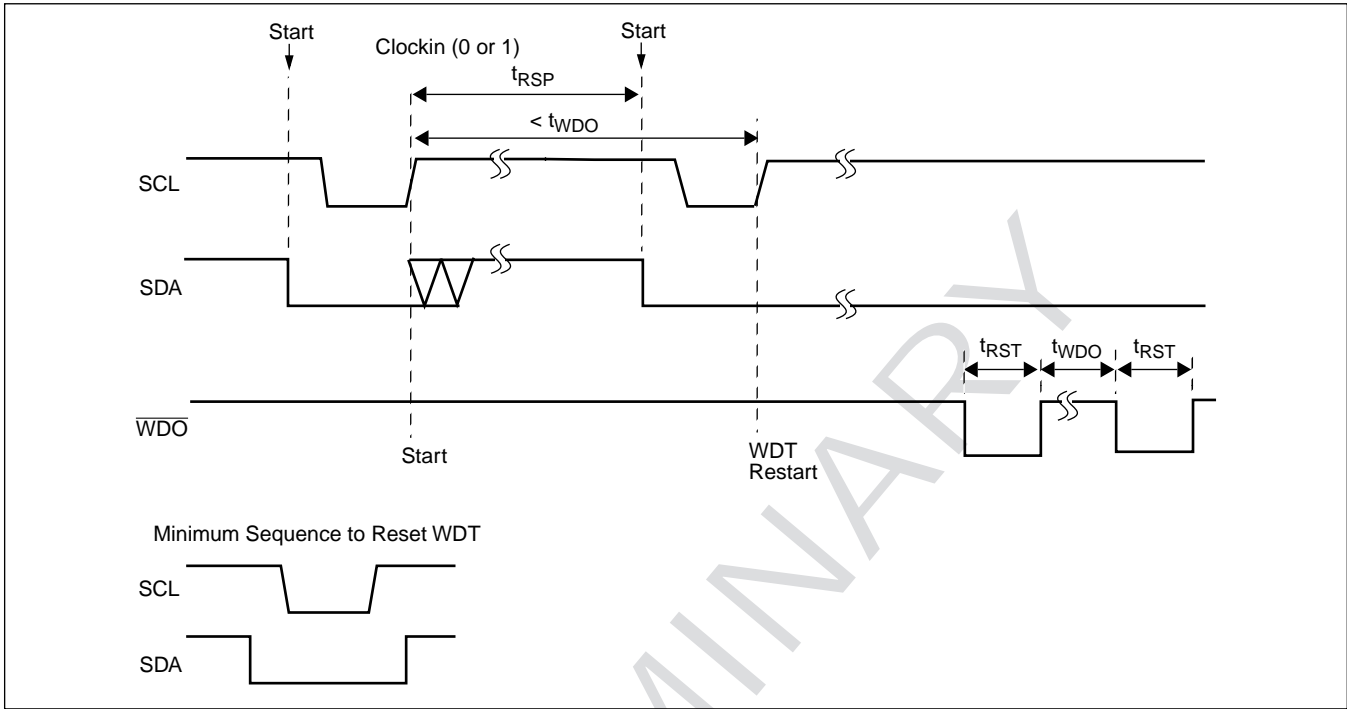 Start
Start
Clockin (0 or 1)
tRSP
< tWDO
SCL
SDA
tRST
tWDO
tRST
WDO
Start
WDT
Restart
Minimum Sequence to Reset WDT
SCL
SDA
MINARY